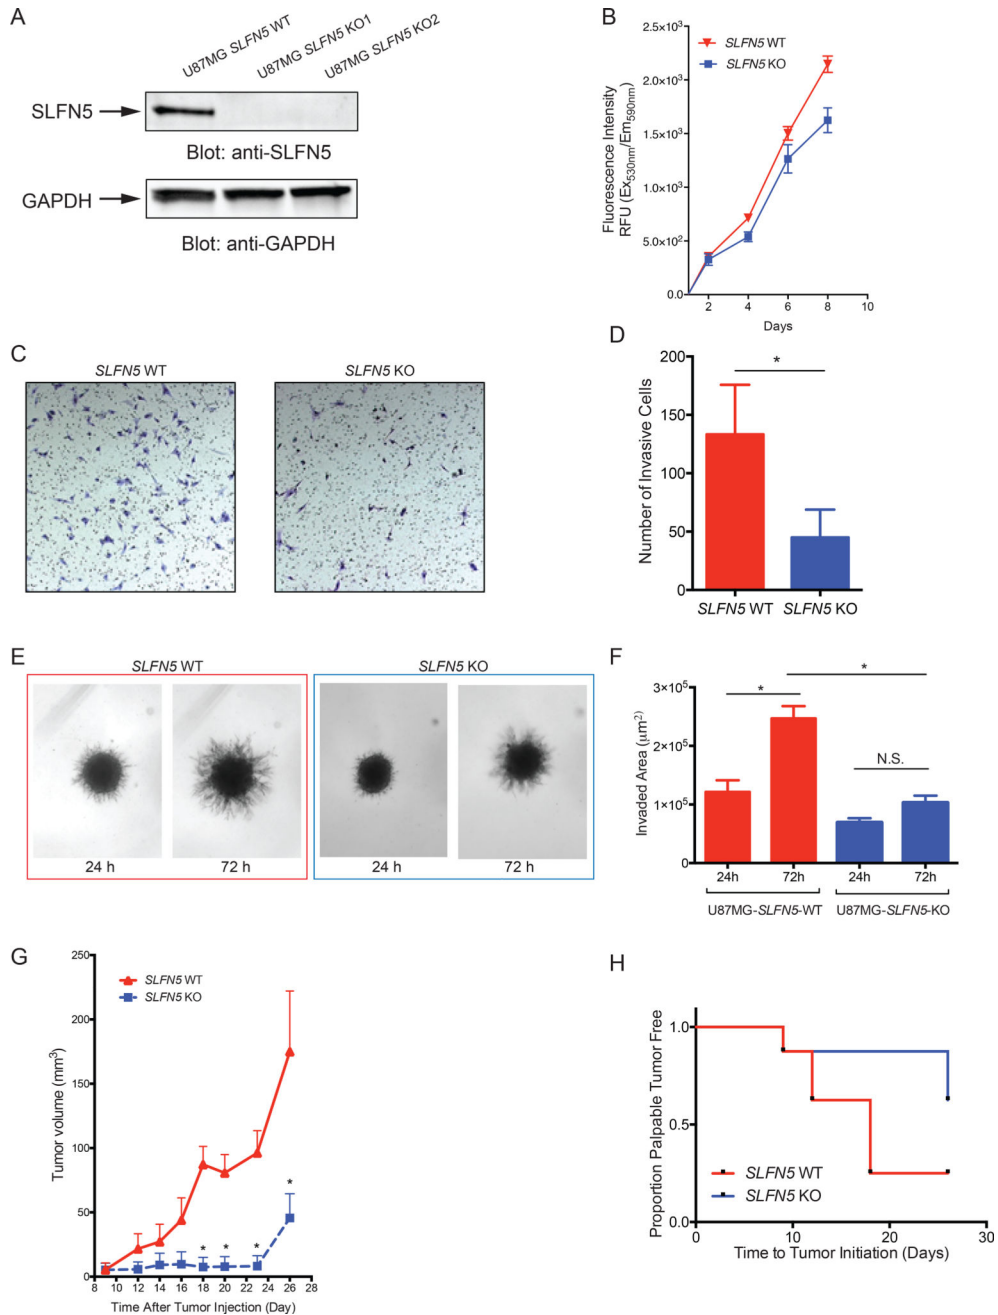 A
U87MG SLFN5 WT
U87MG SLFN5 KO1
U87MG SLFN5 KO2
SLFN5
Blot: anti-SLFN5
GAPDH
Blot: anti-GAPDH
B
SLFN5 WT
SLFN5 KO
Fluorescence Intensity
RFU (Ex530nm/Em590nm)
2.0×10³
1.5×10³
1.0×10³
5.0×10²
0.0
2 4 6 8 10
Days
C
SLFN5 WT
SLFN5 KO
D
Number of Invasive Cells
200
150
100
50
0
*
SLFN5 WT SLFN5 KO
E
SLFN5 WT
SLFN5 KO
24 h
72 h
24 h
72 h
F
Invaded Area (µm²)
3×10⁵
2×10⁵
1×10⁵
0
*
*
N.S.
24h 72h 24h 72h
U87MG-SLFN5-WT U87MG-SLFN5-KO
G
SLFN5 WT
SLFN5 KO
Tumor volume (mm³)
250
200
150
100
50
0
* * * *
8 10 12 14 16 18 20 22 24 26 28
Time After Tumor Injection (Day)
H
Proportion Palpable Tumor Free
1.0
0.5
0.0
SLFN5 WT
SLFN5 KO
0 10 20 30
Time to Tumor Initiation (Days)